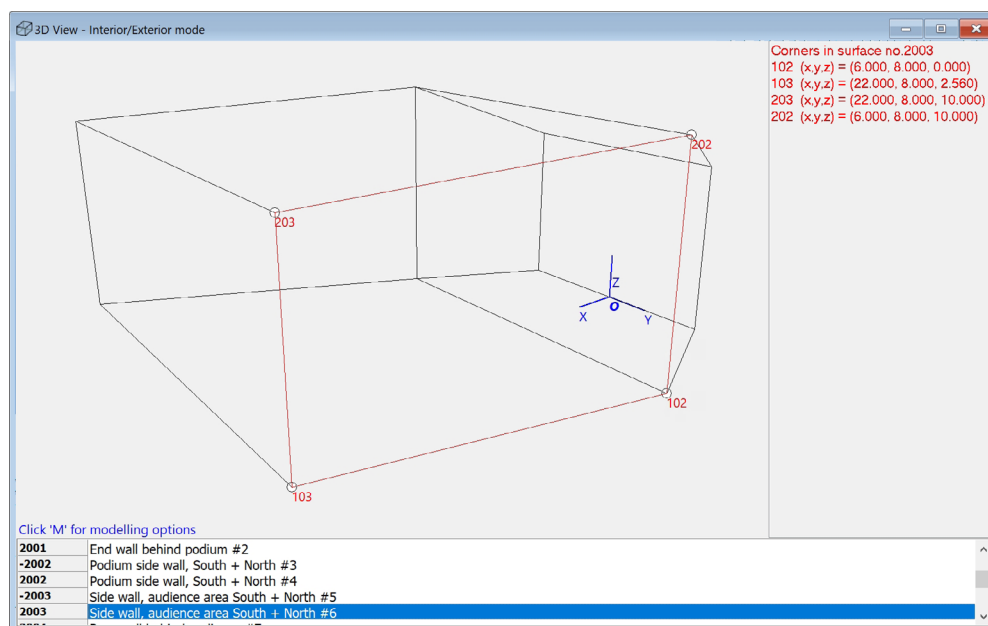 3D View - Interior/Exterior mode
Corners in surface no.2003
102 (x,y,z) = (6.000, 8.000, 0.000)
103 (x,y,z) = (22.000, 8.000, 2.560)
203 (x,y,z) = (22.000, 8.000, 10.000)
202 (x,y,z) = (6.000, 8.000, 10.000)
202
203
Z
O
X
Y
102
103
Click 'M' for modelling options
2001 End wall behind podium #2
-2002 Podium side wall, South + North #3
2002 Podium side wall, South + North #4
-2003 Side wall, audience area South + North #5
2003 Side wall, audience area South + North #6